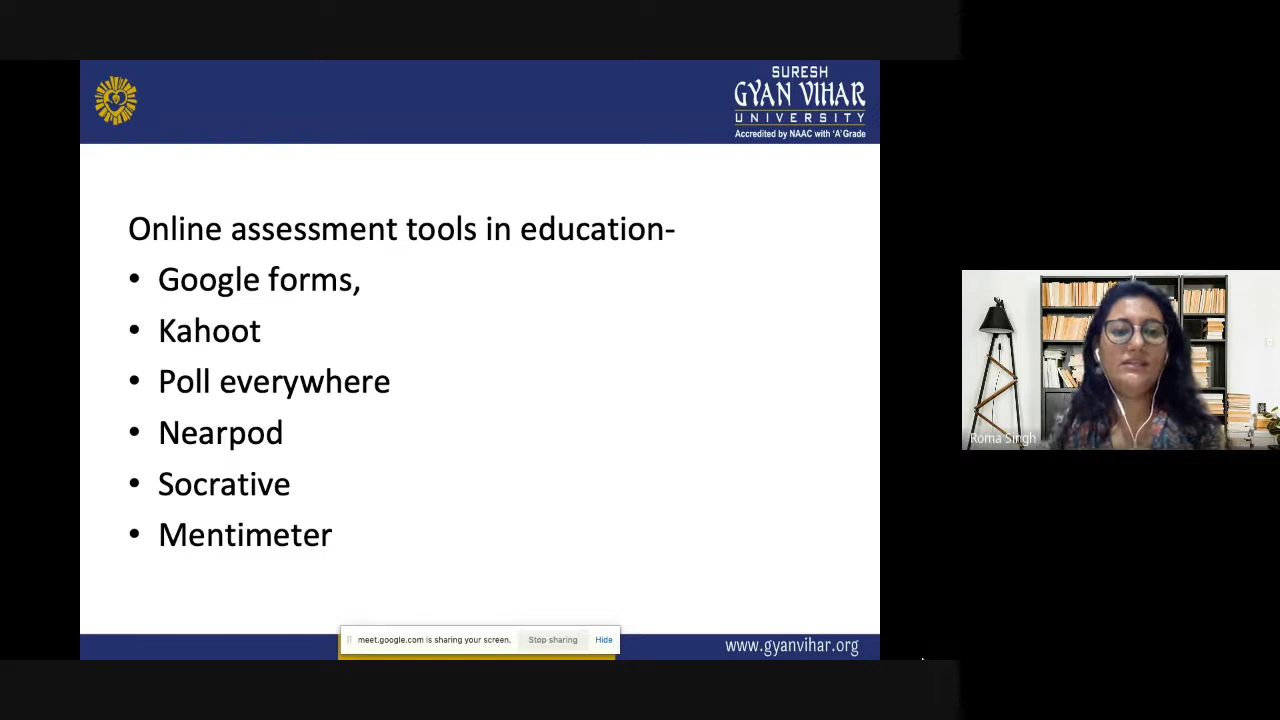 SURESH
GYAN VIHAR
UNIVERSITY
Accredited by NAAC with 'A' Grade
Online assessment tools in education-
• Google forms,
• Kahoot
• Poll everywhere
• Nearpod
• Socrative
• Mentimeter
Roma Singh
meet.google.com is sharing your screen. Stop sharing Hide
www.gyanvihar.org